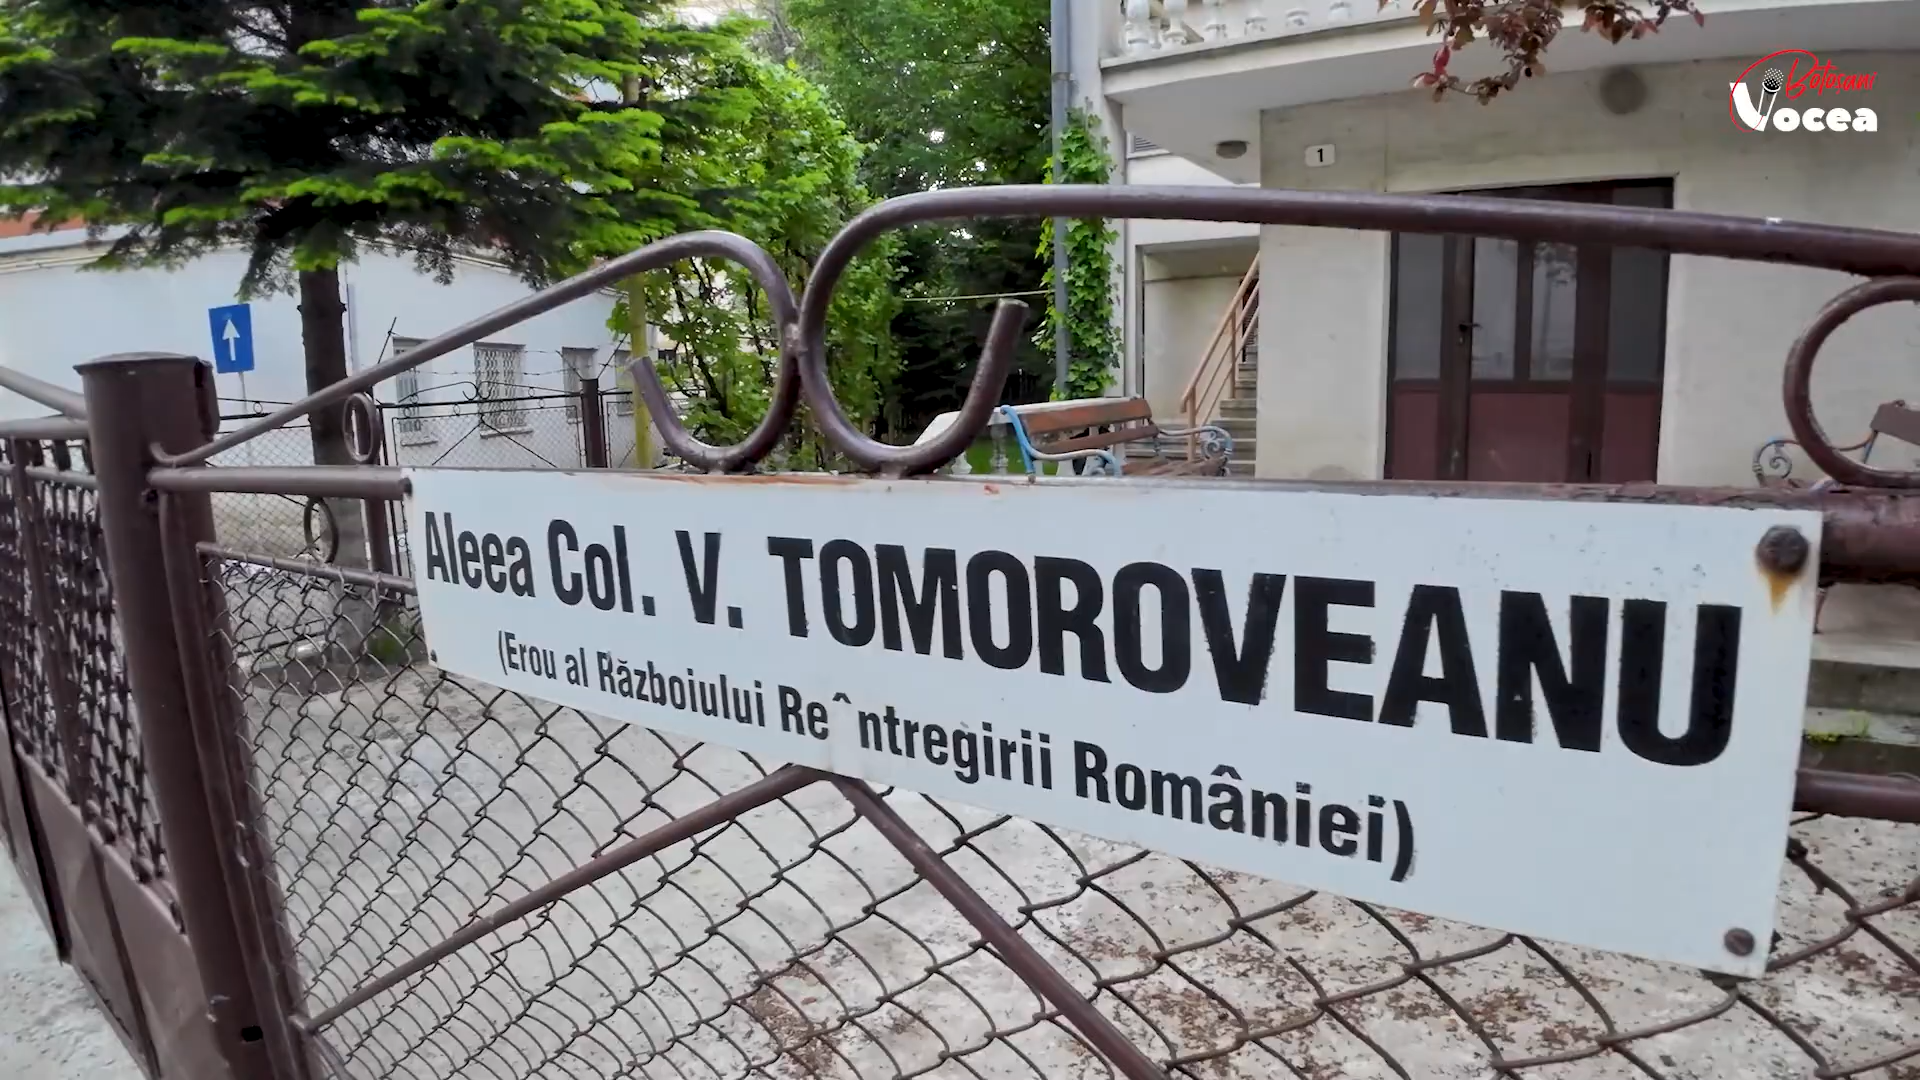 Botoșani
Vocea
1
Aleea Col. V. TOMOROVEANU
(Erou al Războiului Re^ntregirii României)